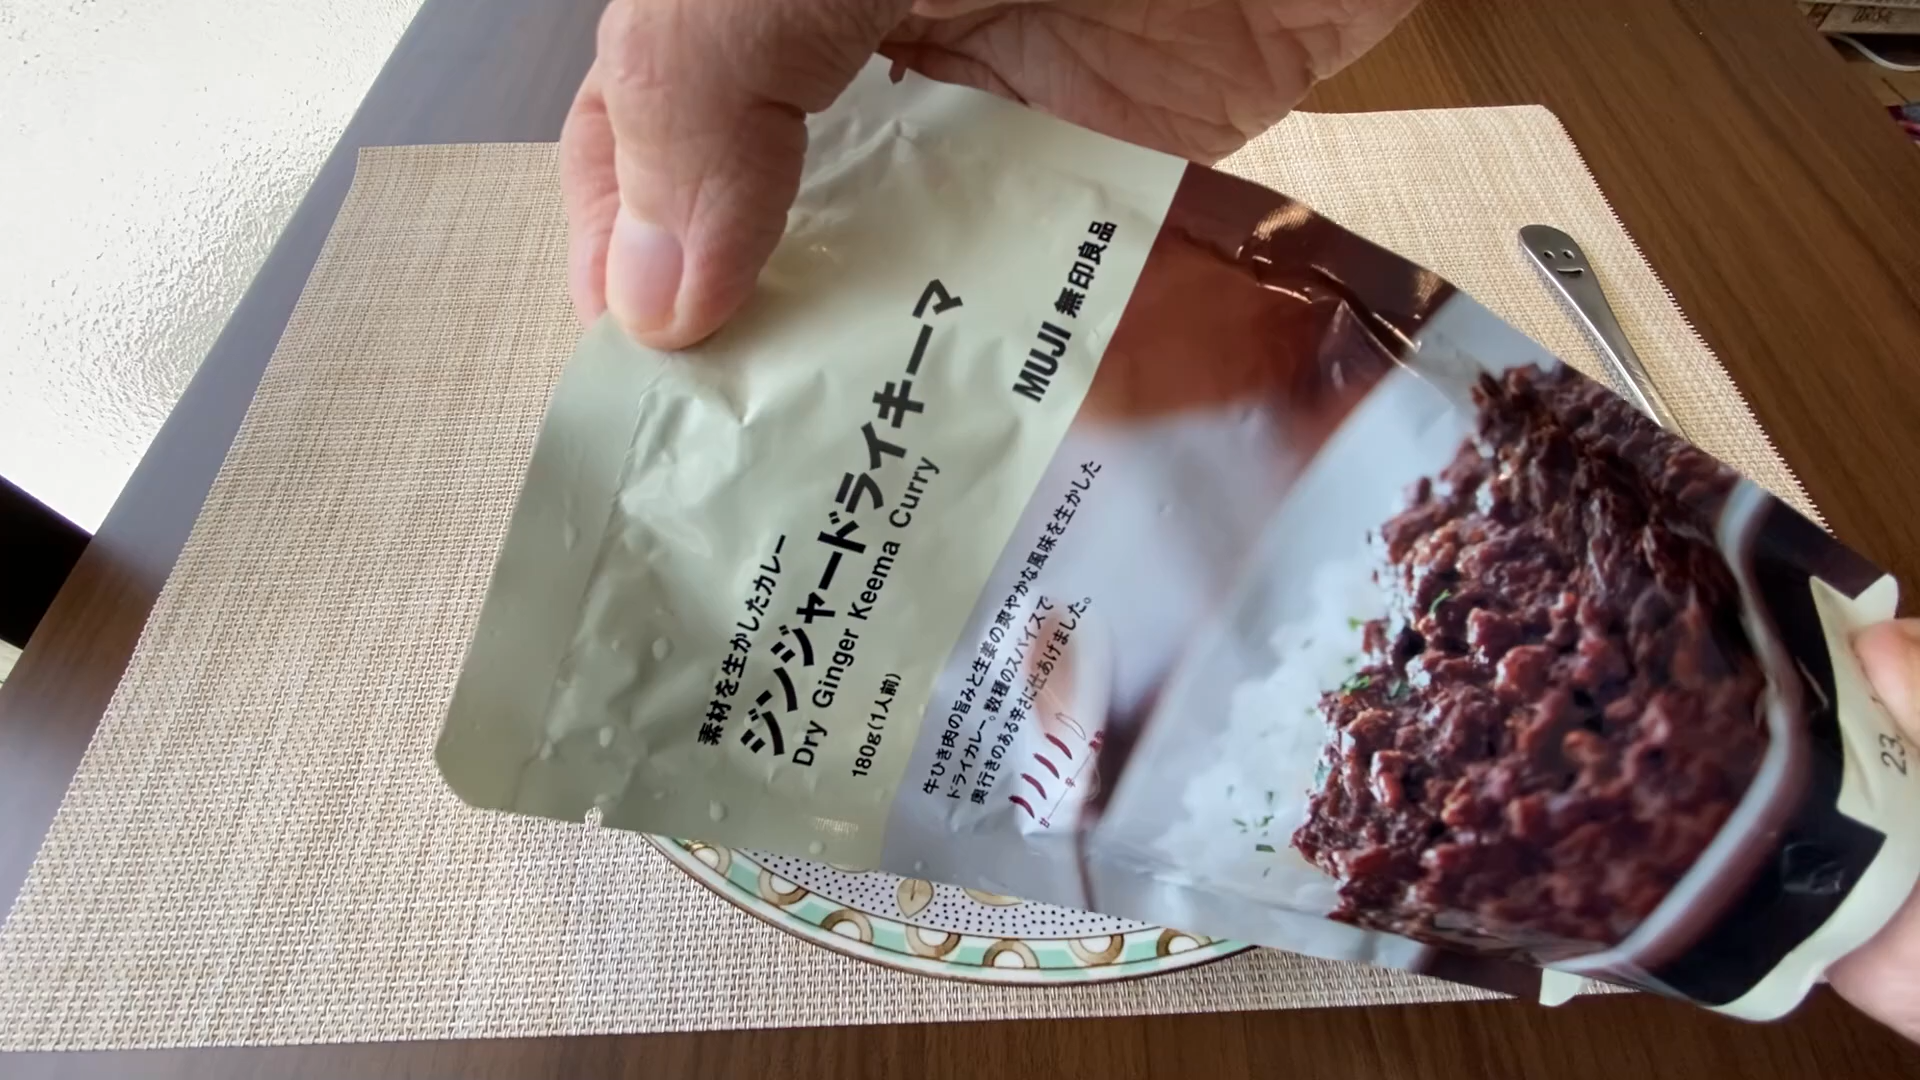 素材を生かしたカレー
ジンジャードライキーマ
Dry Ginger Keema Curry
180g(1人前)
MUJI 無印良品
牛ひき肉の旨みと生姜の爽やかな風味を生かした
ドライカレー。数種のスパイスで
奥行きのある辛さに仕あげました。
甘
辛
23.